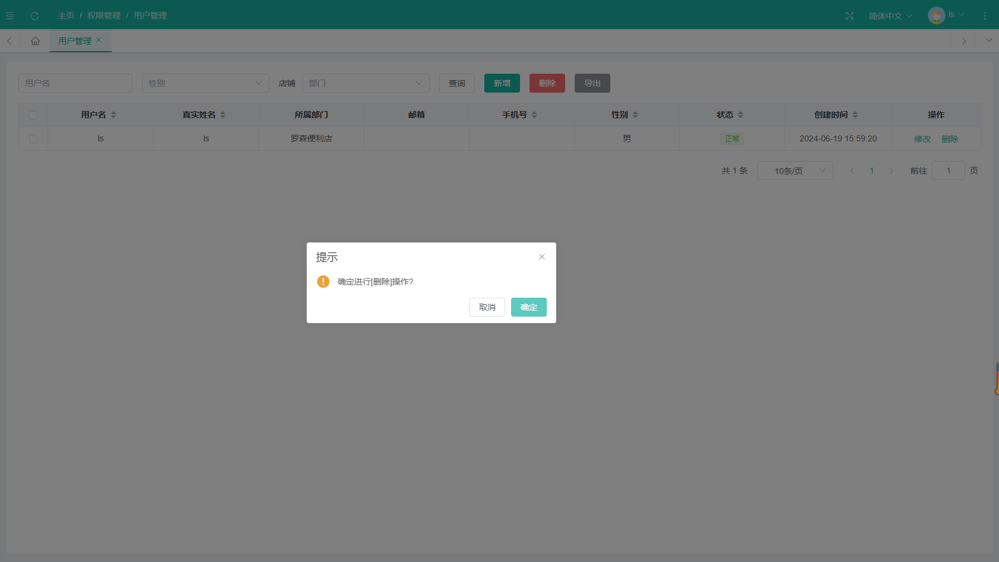 主页 / 权限管理 / 用户管理
简体中文
ls
用户管理
用户名
性别
店铺
部门
查询
新增
删除
导出
用户名 真实姓名 所属部门 邮箱 手机号 性别 状态 创建时间 操作
ls ls 罗森便利店 男 正常 2024-06-19 15:59:20 修改 删除
共 1 条 10条/页 1 前往 1 页
提示
确定进行[删除]操作?
取消 确定